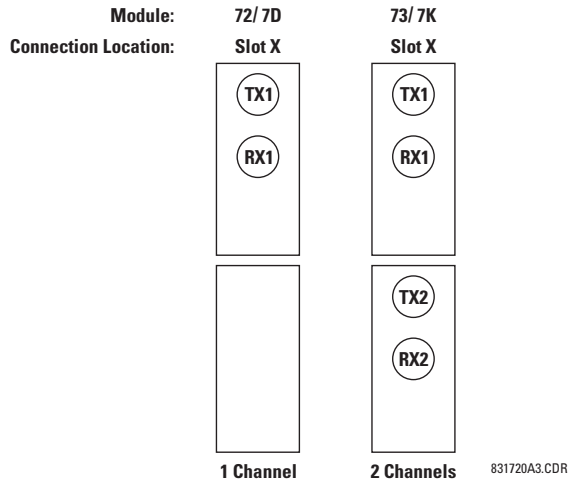 Module: 72/ 7D 73/ 7K
Connection Location: Slot X Slot X
TX1 TX1
RX1 RX1
TX2
RX2
1 Channel 2 Channels 831720A3.CDR